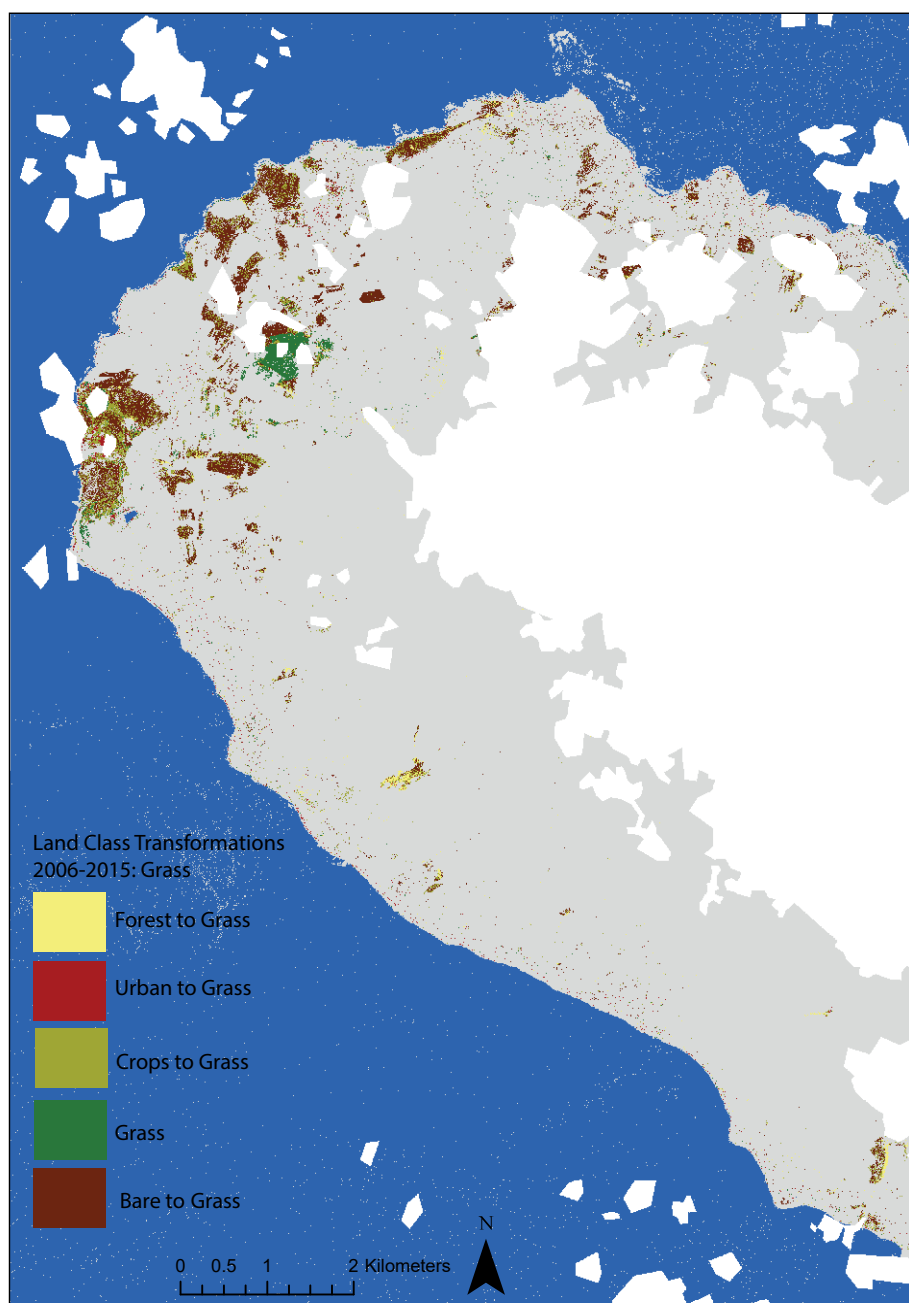 Land Class Transformations
2006-2015: Grass
Forest to Grass
Urban to Grass
Crops to Grass
Grass
Bare to Grass
N
0 0.5 1 2 Kilometers